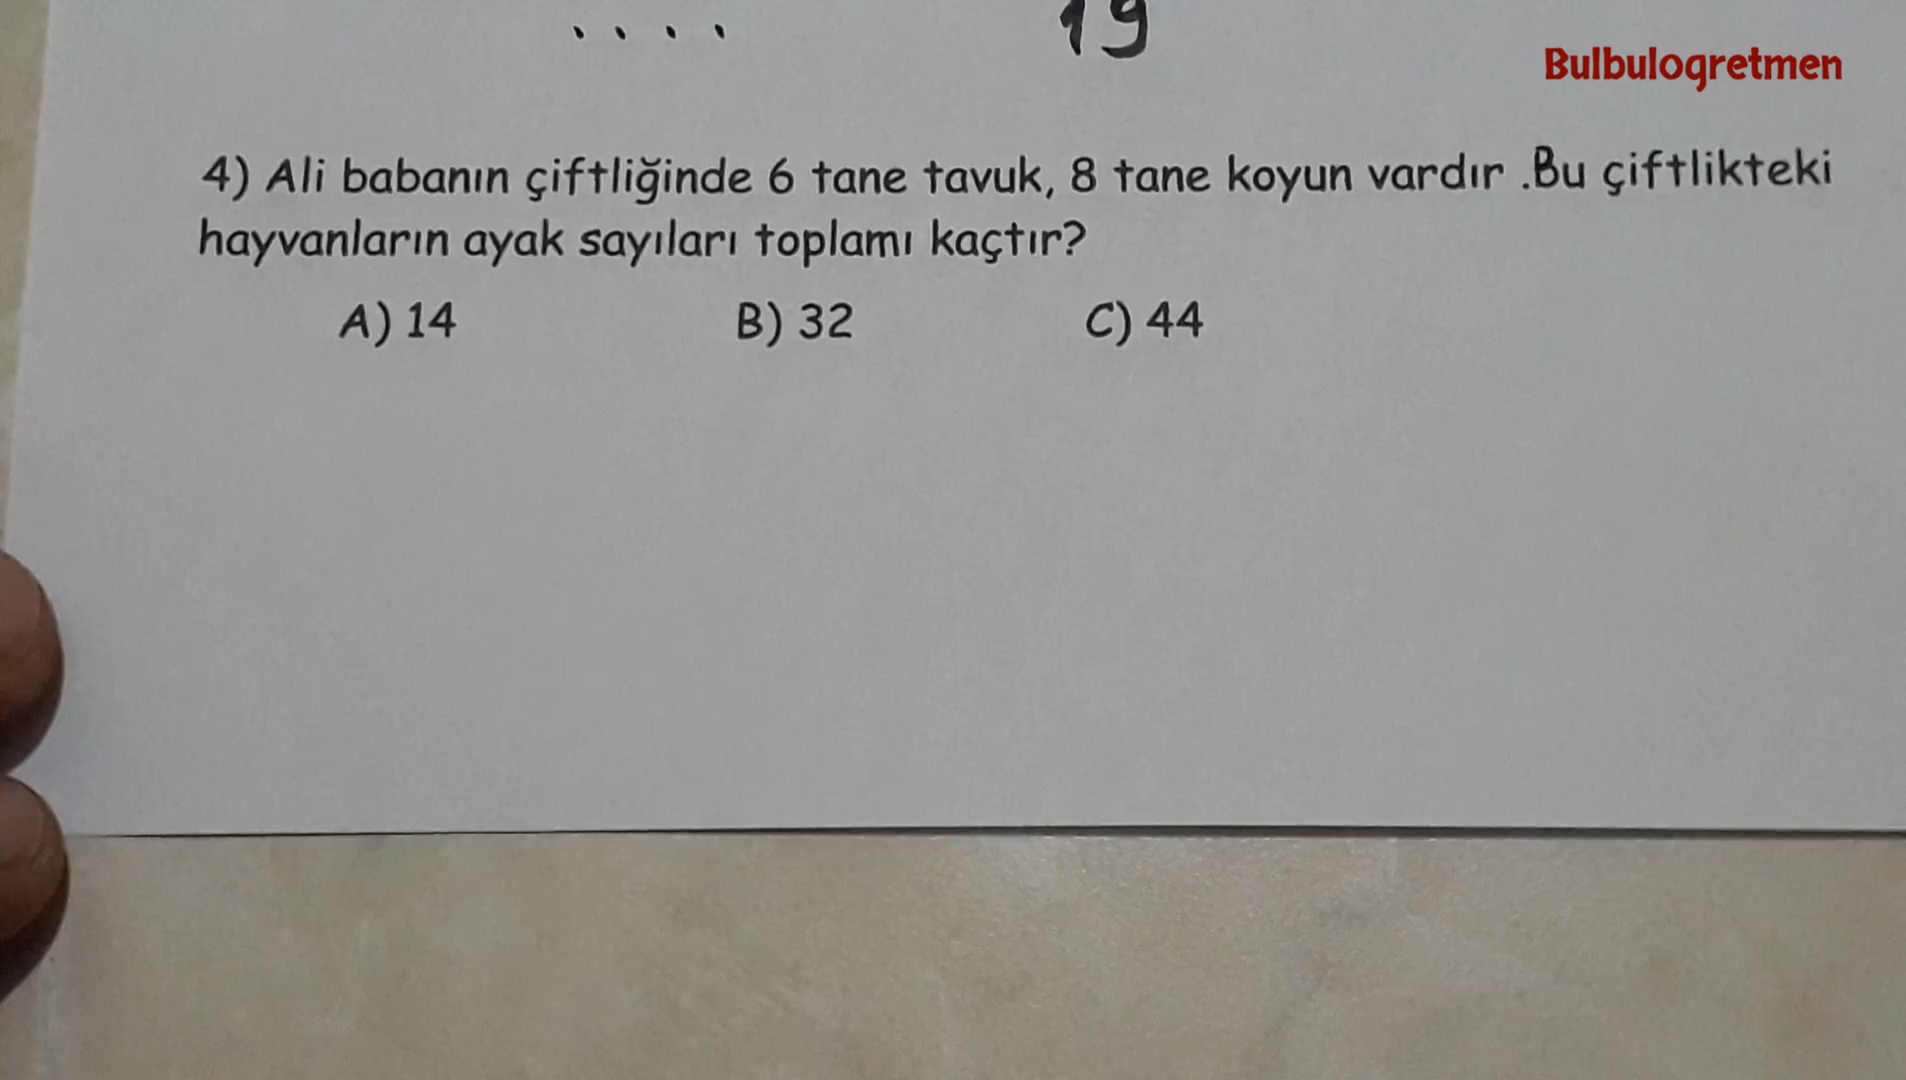 . . . .    19
Bulbulogretmen
4) Ali babanın çiftliğinde 6 tane tavuk, 8 tane koyun vardır .Bu çiftlikteki
hayvanların ayak sayıları toplamı kaçtır?
A) 14    B) 32    C) 44